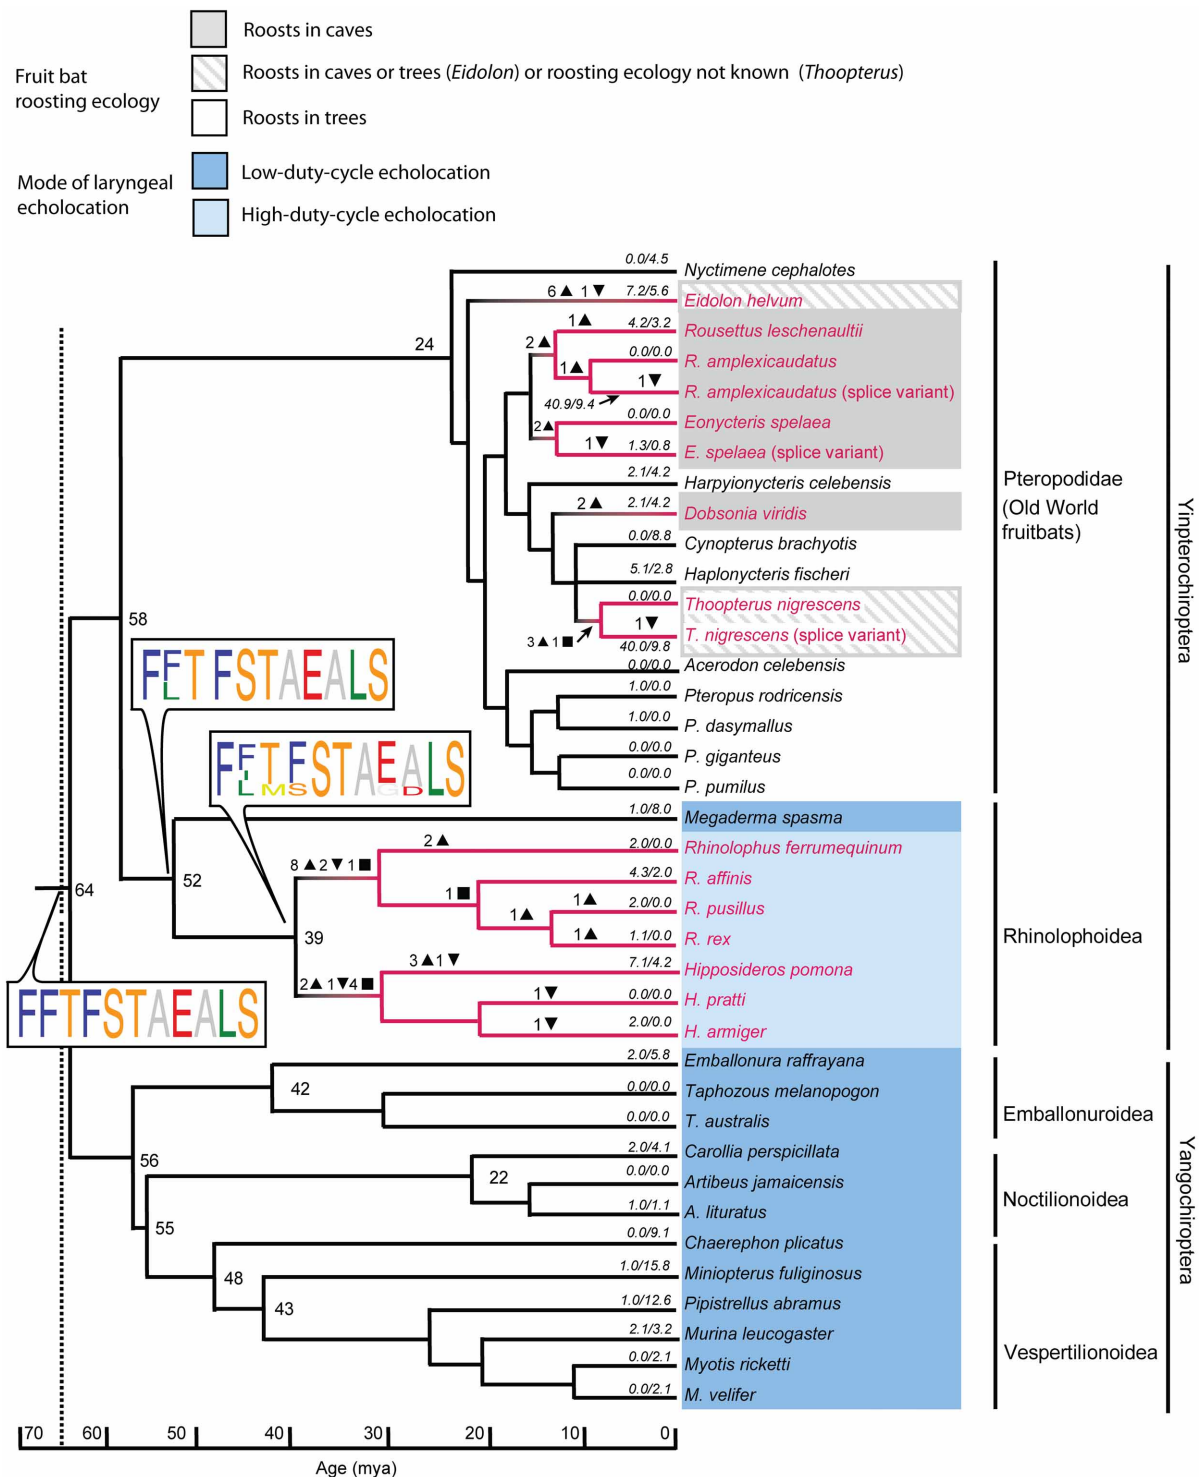 Roosts in caves
Fruit bat
roosting ecology
Roosts in caves or trees (Eidolon) or roosting ecology not known (Thoopterus)
Roosts in trees
Mode of laryngeal
echolocation
Low-duty-cycle echolocation
High-duty-cycle echolocation
0.0/4.5 Nyctimene cephalotes
6▲ 1▼ 7.2/5.6 Eidolon helvum
1▲ 4.2/3.2 Rousettus leschenaultii
24
2▲
1▲ 0.0/0.0 R. amplexicaudatus
1▼ R. amplexicaudatus (splice variant)
40.9/9.4
2▲ 0.0/0.0 Eonycteris spelaea
1▼ 1.3/0.8 E. spelaea (splice variant)
2.1/4.2 Harpyionycteris celebensis
2▲ 2.1/4.2 Dobsonia viridis
0.0/8.8 Cynopterus brachyotis
5.1/2.8 Haplonycteris fischeri
0.0/0.0 Thoopterus nigrescens
1▼ T. nigrescens (splice variant)
3▲1■ 40.0/9.8
0.0/0.0 Acerodon celebensis
1.0/0.0 Pteropus rodricensis
1.0/0.0 P. dasymallus
0.0/0.0 P. giganteus
0.0/0.0 P. pumilus
Pteropodidae
(Old World
fruitbats)
Yinpterochiroptera
58
FFTFSTAEALS
L
FFTFSTAEALS
I
LMSGD
1.0/8.0 Megaderma spasma
2▲ 2.0/0.0 Rhinolophus ferrumequinum
8▲2▼1■
52
4.3/2.0 R. affinis
1■
1▲ 2.0/0.0 R. pusillus
1▲
1▲ 1.1/0.0 R. rex
39
64
3▲1▼ 7.1/4.2 Hipposideros pomona
2▲1▼4■
1▼ 0.0/0.0 H. pratti
1▼ 2.0/0.0 H. armiger
Rhinolophoidea
FFTFSTAEALS
2.0/5.8 Emballonura raffrayana
42
0.0/0.0 Taphozous melanopogon
0.0/0.0 T. australis
Emballonuroidea
56
2.0/4.1 Carollia perspicillata
22
0.0/0.0 Artibeus jamaicensis
1.0/1.1 A. lituratus
Noctilionoidea
55
0.0/9.1 Chaerephon plicatus
48
1.0/15.8 Miniopterus fuliginosus
43
1.0/12.6 Pipistrellus abramus
2.1/3.2 Murina leucogaster
0.0/2.1 Myotis ricketti
0.0/2.1 M. velifer
Vespertilionoidea
Yangochiroptera
70 60 50 40 30 20 10 0
Age (mya)